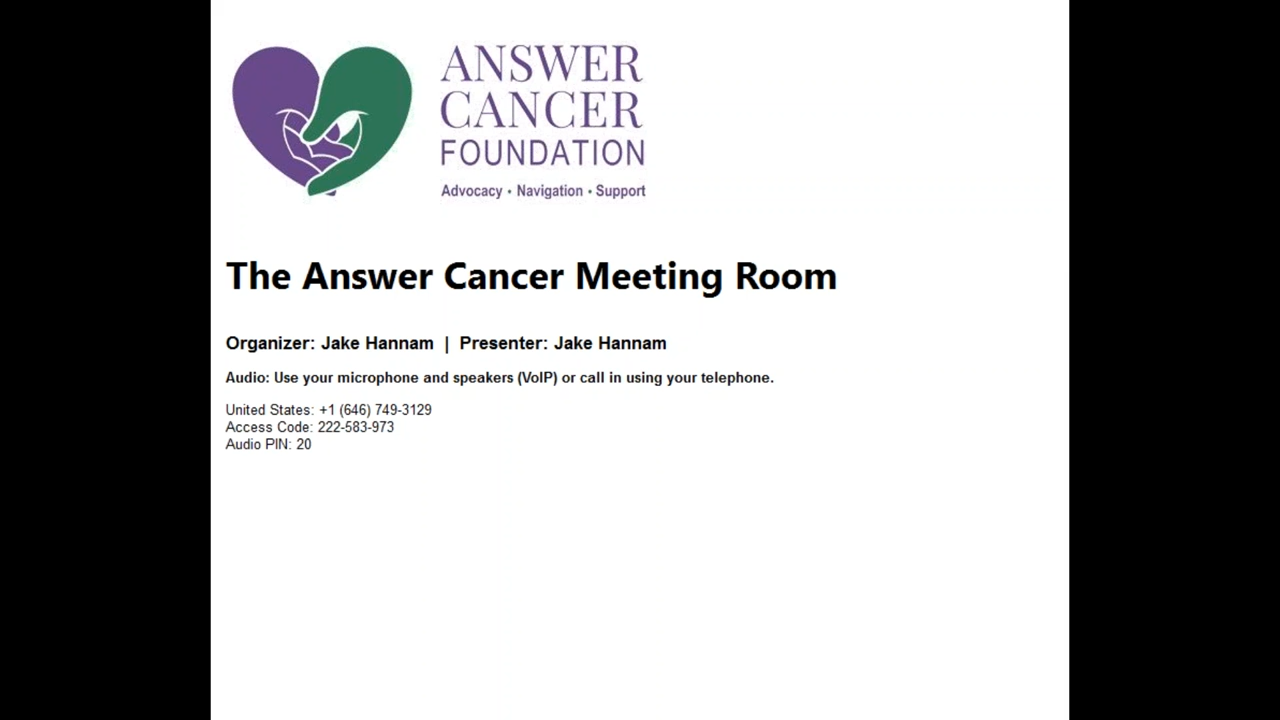 ANSWER
CANCER
FOUNDATION
Advocacy • Navigation • Support
The Answer Cancer Meeting Room
Organizer: Jake Hannam | Presenter: Jake Hannam
Audio: Use your microphone and speakers (VoIP) or call in using your telephone.
United States: +1 (646) 749-3129
Access Code: 222-583-973
Audio PIN: 20